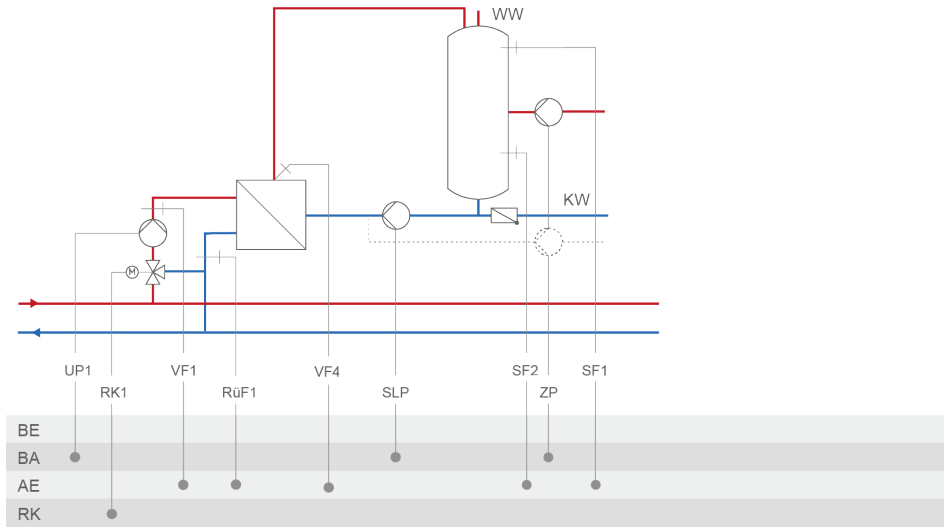 WW
KW
M
UP1 VF1 VF4 SF2 SF1
RK1 RüF1 SLP ZP
BE
BA
AE
RK